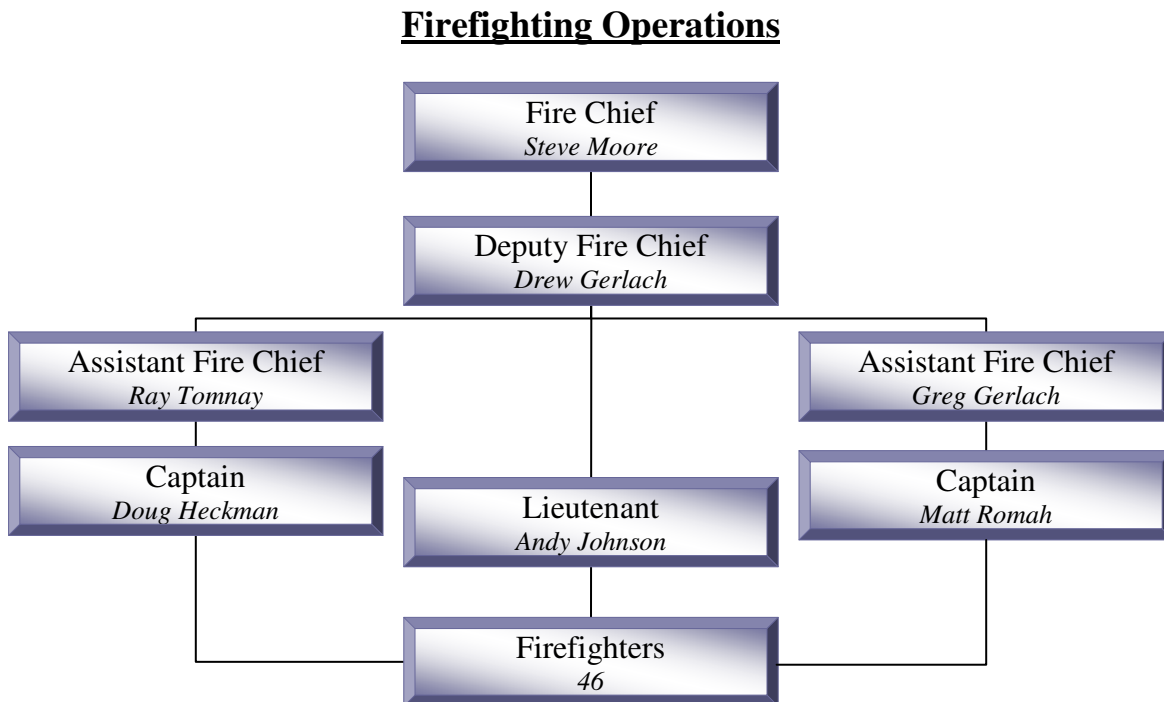 Firefighting Operations
Fire Chief
Steve Moore
Deputy Fire Chief
Drew Gerlach
Assistant Fire Chief
Ray Tomnay
Assistant Fire Chief
Greg Gerlach
Captain
Doug Heckman
Captain
Matt Romah
Lieutenant
Andy Johnson
Firefighters
46